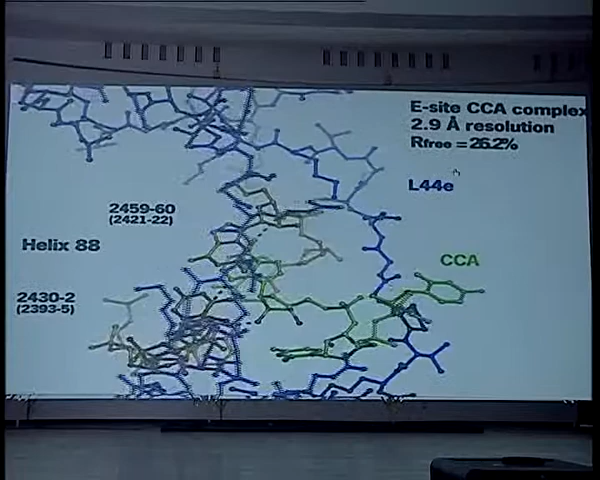 E-site CCA complex
2.9 Å resolution
Rfree = 26.2%
L44e
2459-60
(2421-22)
Helix 88
CCA
2430-2
(2393-5)